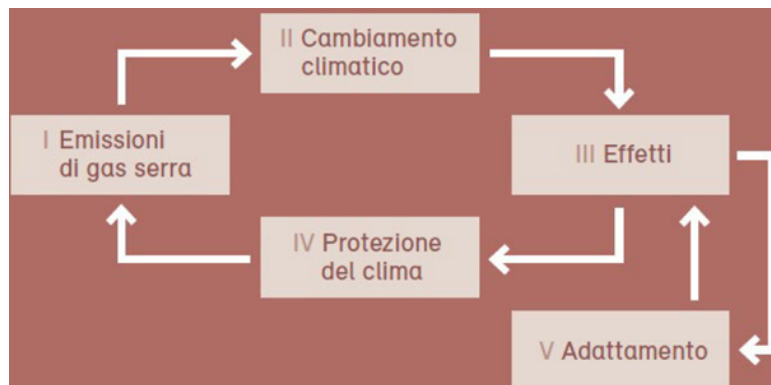 II Cambiamento
climatico
I Emissioni
di gas serra
III Effetti
IV Protezione
del clima
V Adattamento